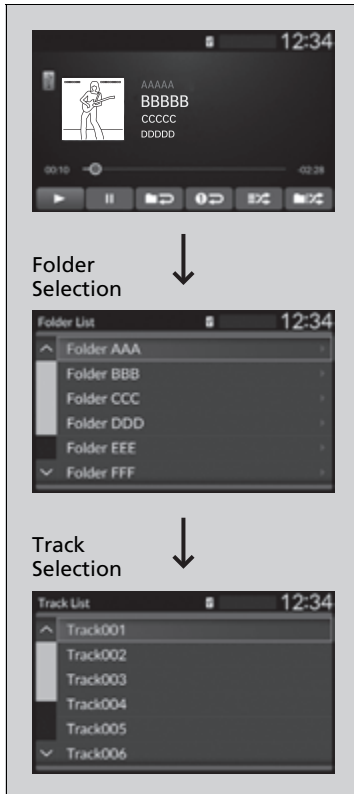 12:34
AAAAA
BBBBB
CCCCC
DDDDD
00:10
-02:28
Folder
Selection
Folder List
12:34
Folder AAA
Folder BBB
Folder CCC
Folder DDD
Folder EEE
Folder FFF
Track
Selection
Track List
12:34
Track001
Track002
Track003
Track004
Track005
Track006